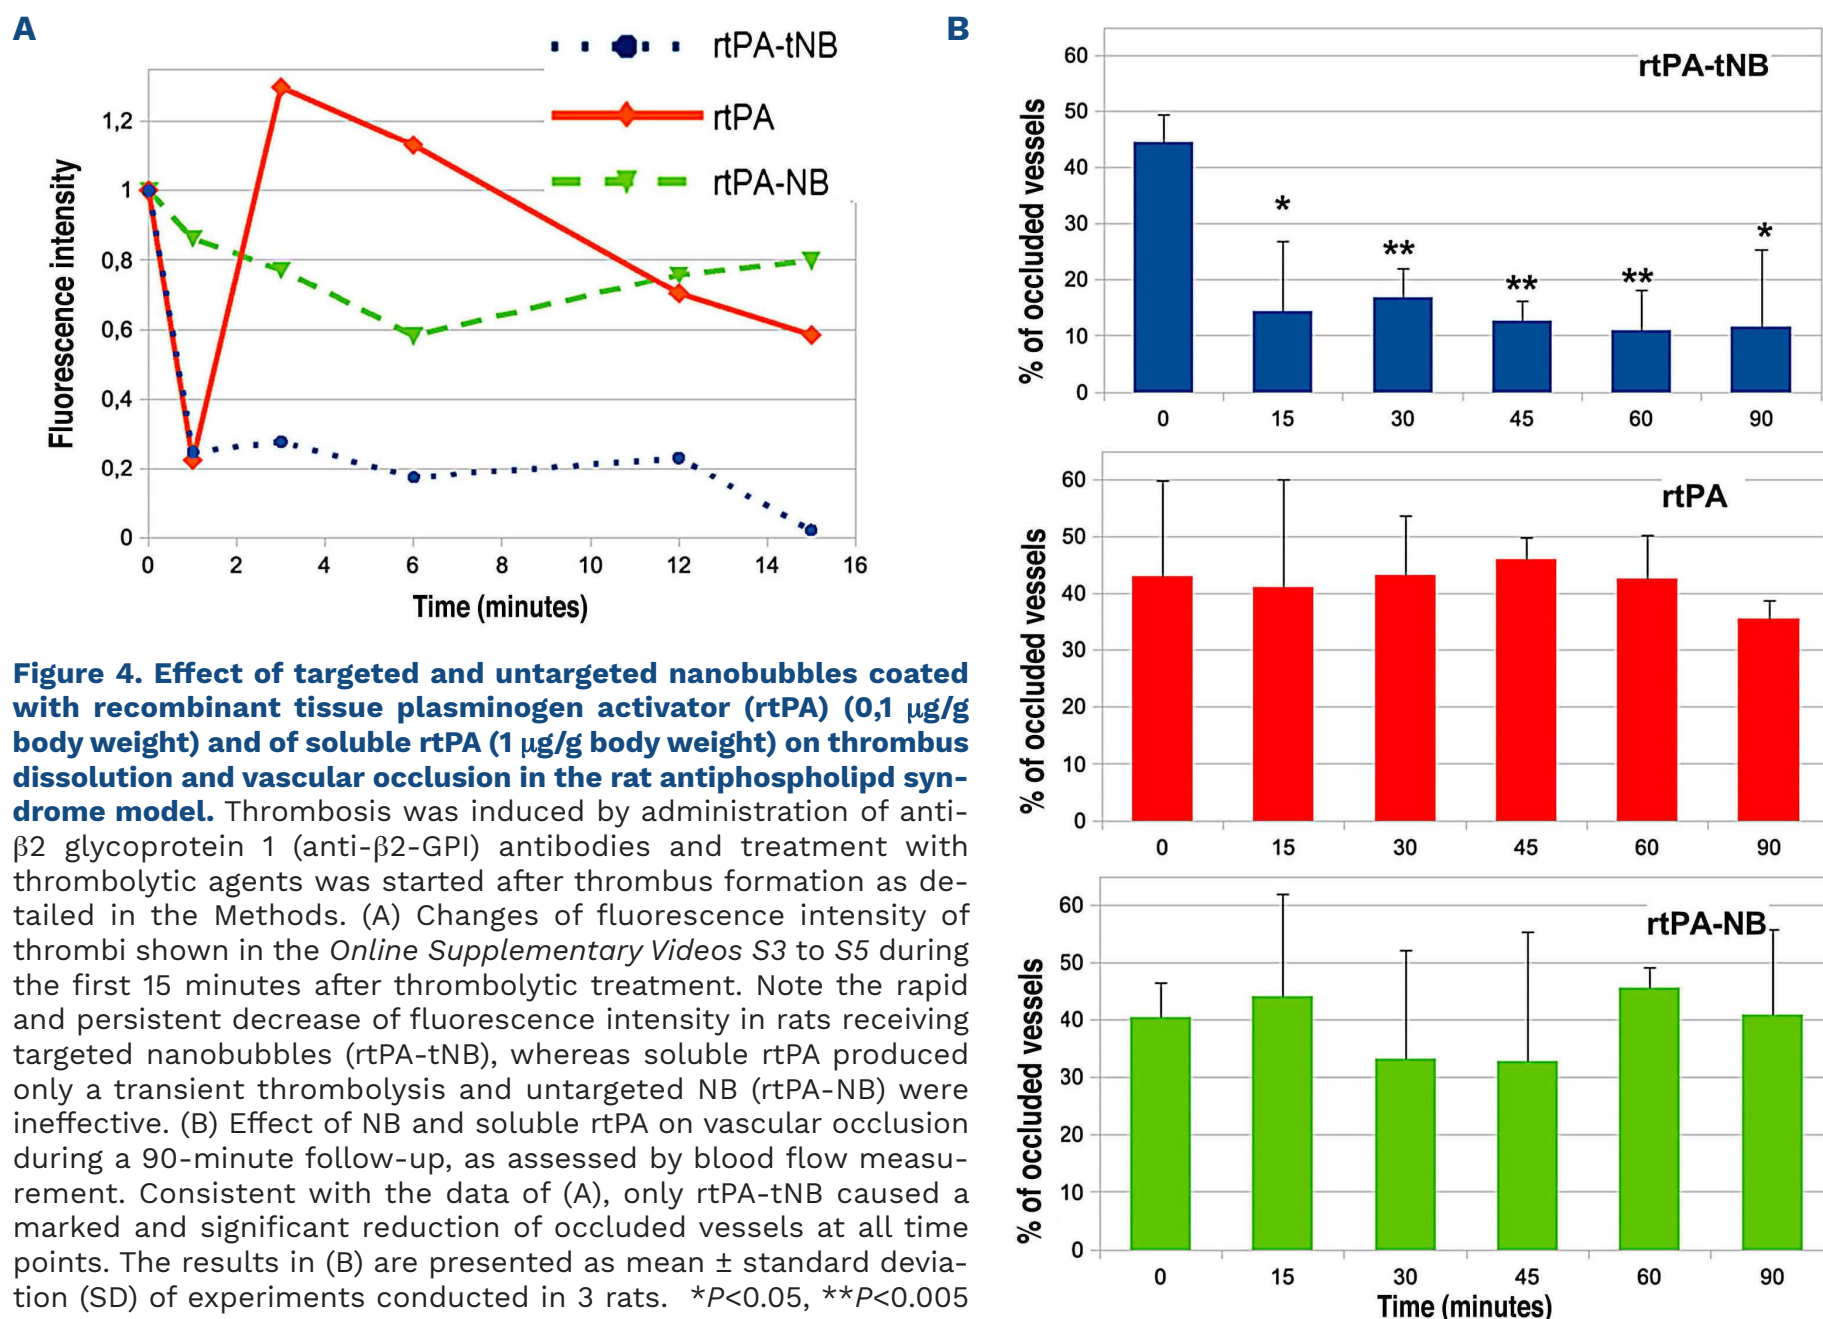 A
rtPA-tNB
rtPA
rtPA-NB
1,2
1
0,8
0,6
0,4
0,2
0
Fluorescence intensity
0 2 4 6 8 10 12 14 16
Time (minutes)
Figure 4. Effect of targeted and untargeted nanobubbles coated
with recombinant tissue plasminogen activator (rtPA) (0,1 μg/g
body weight) and of soluble rtPA (1 μg/g body weight) on thrombus
dissolution and vascular occlusion in the rat antiphospholipd syn-
drome model. Thrombosis was induced by administration of anti-
β2 glycoprotein 1 (anti-β2-GPI) antibodies and treatment with
thrombolytic agents was started after thrombus formation as de-
tailed in the Methods. (A) Changes of fluorescence intensity of
thrombi shown in the Online Supplementary Videos S3 to S5 during
the first 15 minutes after thrombolytic treatment. Note the rapid
and persistent decrease of fluorescence intensity in rats receiving
targeted nanobubbles (rtPA-tNB), whereas soluble rtPA produced
only a transient thrombolysis and untargeted NB (rtPA-NB) were
ineffective. (B) Effect of NB and soluble rtPA on vascular occlusion
during a 90-minute follow-up, as assessed by blood flow measu-
rement. Consistent with the data of (A), only rtPA-tNB caused a
marked and significant reduction of occluded vessels at all time
points. The results in (B) are presented as mean ± standard devia-
tion (SD) of experiments conducted in 3 rats. *P<0.05, **P<0.005
B
rtPA-tNB
60
50
40
30
20
10
0
% of occluded vessels
* ** ** ** *
0 15 30 45 60 90
rtPA
60
50
40
30
20
10
0
% of occluded vessels
0 15 30 45 60 90
rtPA-NB
60
50
40
30
20
10
0
% of occluded vessels
0 15 30 45 60 90
Time (minutes)